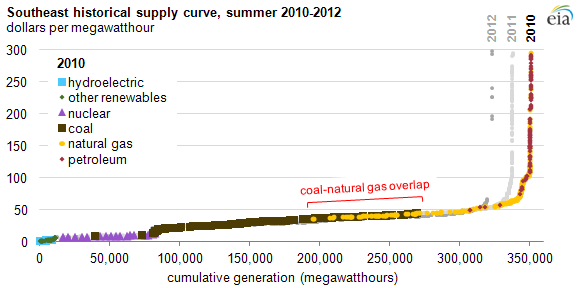 Southeast historical supply curve, summer 2010-2012
dollars per megawatthour
2012
2011
2010
eia
300
250
200
150
100
50
0
2010
hydroelectric
other renewables
nuclear
coal
natural gas
petroleum
coal-natural gas overlap
0
50,000
100,000
150,000
200,000
250,000
300,000
350,000
cumulative generation (megawatthours)